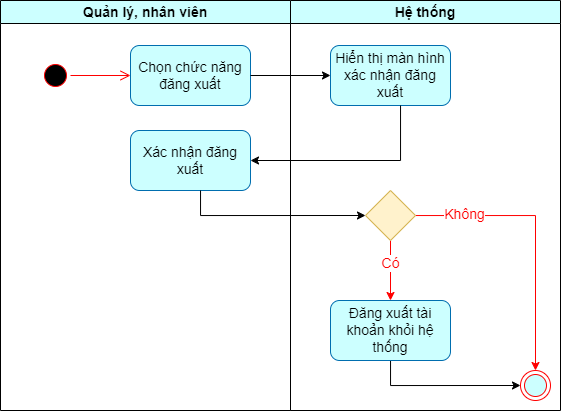 Quản lý, nhân viên
Hệ thống
Chọn chức năng
đăng xuất
Hiển thị màn hình
xác nhận đăng
xuất
Xác nhận đăng
xuất
Không
Có
Đăng xuất tài
khoản khỏi hệ
thống